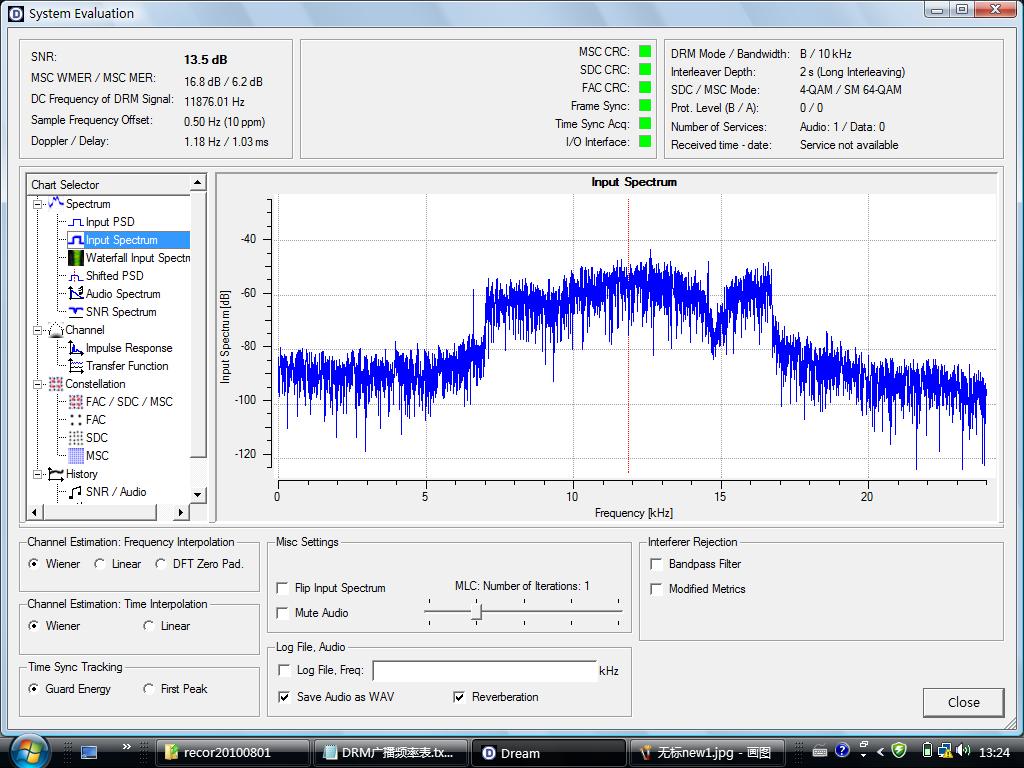 System Evaluation
SNR: 13.5 dB
MSC WMER / MSC MER: 16.8 dB / 6.2 dB
DC Frequency of DRM Signal: 11876.01 Hz
Sample Frequency Offset: 0.50 Hz (10 ppm)
Doppler / Delay: 1.18 Hz / 1.03 ms
MSC CRC:
SDC CRC:
FAC CRC:
Frame Sync:
Time Sync Acq:
I/O Interface:
DRM Mode / Bandwidth: B / 10 kHz
Interleaver Depth: 2 s (Long Interleaving)
SDC / MSC Mode: 4-QAM / SM 64-QAM
Prot. Level (B / A): 0 / 0
Number of Services: Audio: 1 / Data: 0
Received time - date: Service not available
Chart Selector
Spectrum
Input PSD
Input Spectrum
Waterfall Input Spectr
Shifted PSD
Audio Spectrum
SNR Spectrum
Channel
Impulse Response
Transfer Function
Constellation
FAC / SDC / MSC
FAC
SDC
MSC
History
SNR / Audio
Input Spectrum
Input Spectrum [dB]
-40
-60
-80
-100
-120
0 5 10 15 20
Frequency [kHz]
Channel Estimation: Frequency Interpolation
Wiener Linear DFT Zero Pad.
Channel Estimation: Time Interpolation
Wiener Linear
Time Sync Tracking
Guard Energy First Peak
Misc Settings
Flip Input Spectrum
Mute Audio
MLC: Number of Iterations: 1
Log File, Audio
Log File, Freq: kHz
Save Audio as WAV Reverberation
Interferer Rejection
Bandpass Filter
Modified Metrics
Close
recor20100801
DRM广播频率表.tx...
Dream
无标new1.jpg - 画图
13:24